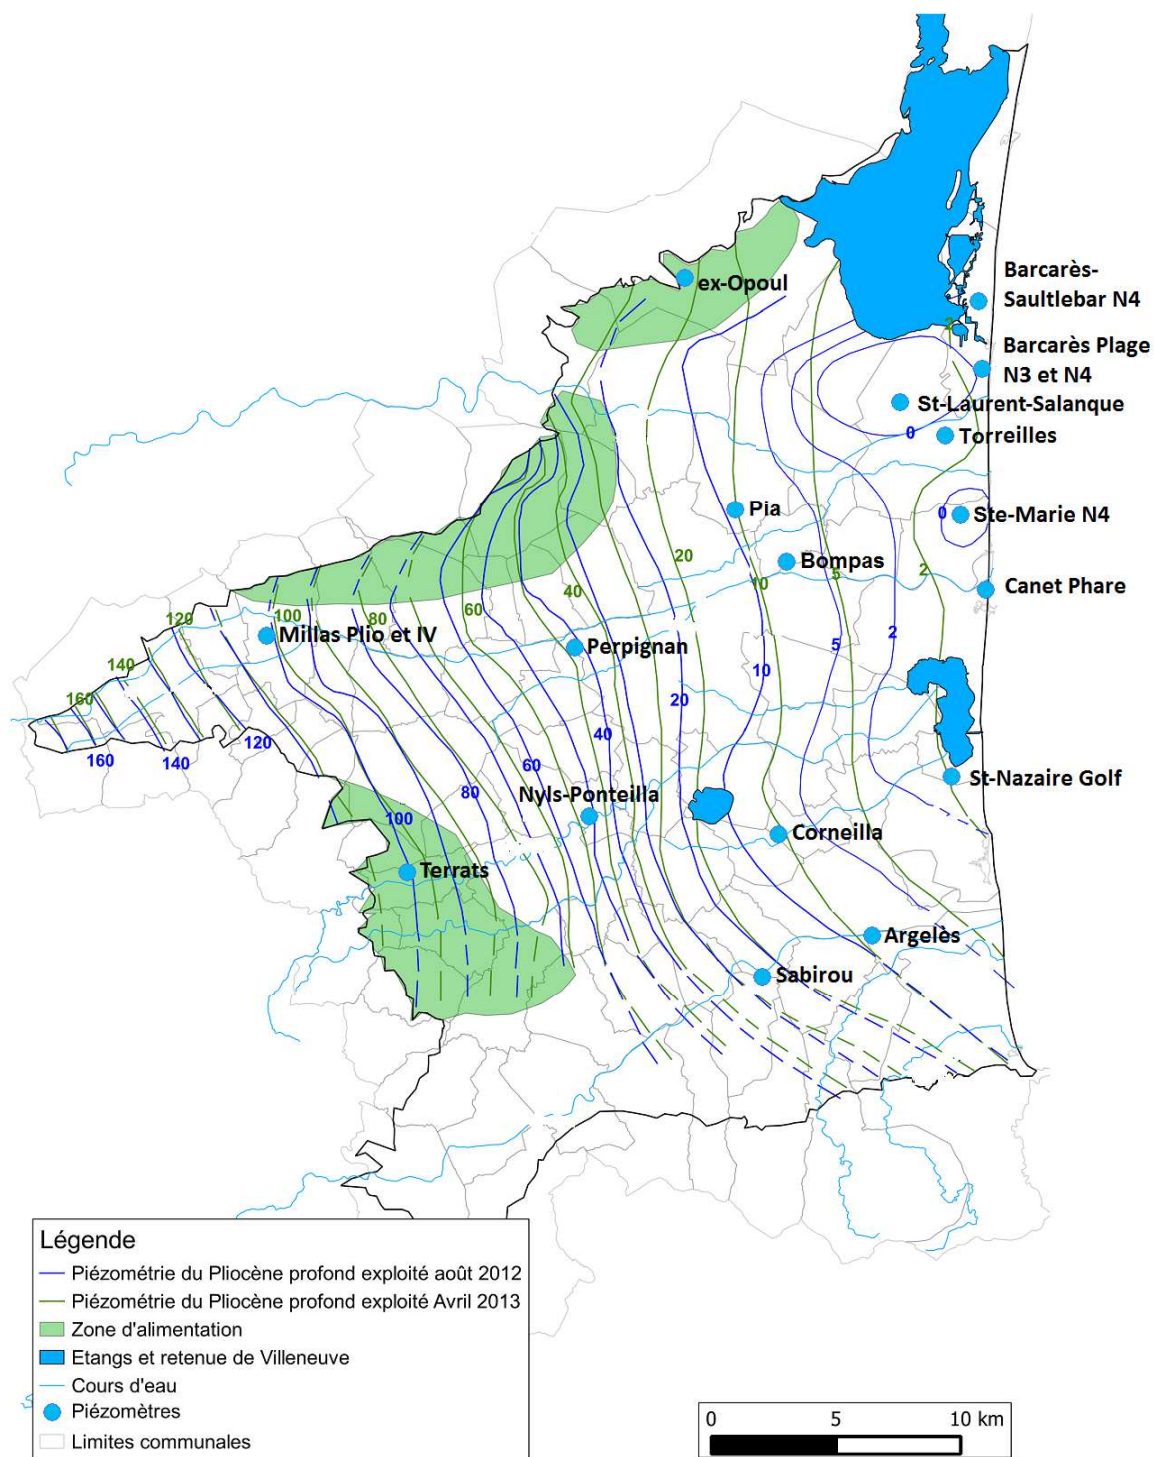 ex-Opoul
Barcarès-
Saultlebar N4
2
Barcarès Plage
N3 et N4
St-Laurent-Salanque
0
Torreilles
Pia
0
Ste-Marie N4
20
Bompas
10
5
2
Canet Phare
40
60
80
100
120
Millas Plio et IV
Perpignan
2
5
10
140
160
20
40
120
160
140
60
80
St-Nazaire Golf
Nyls-Ponteilla
100
Corneilla
Terrats
Argelès
Sabirou
Légende
Piézométrie du Pliocène profond exploité août 2012
Piézométrie du Pliocène profond exploité Avril 2013
Zone d'alimentation
Etangs et retenue de Villeneuve
Cours d'eau
Piézomètres
Limites communales
0 5 10 km